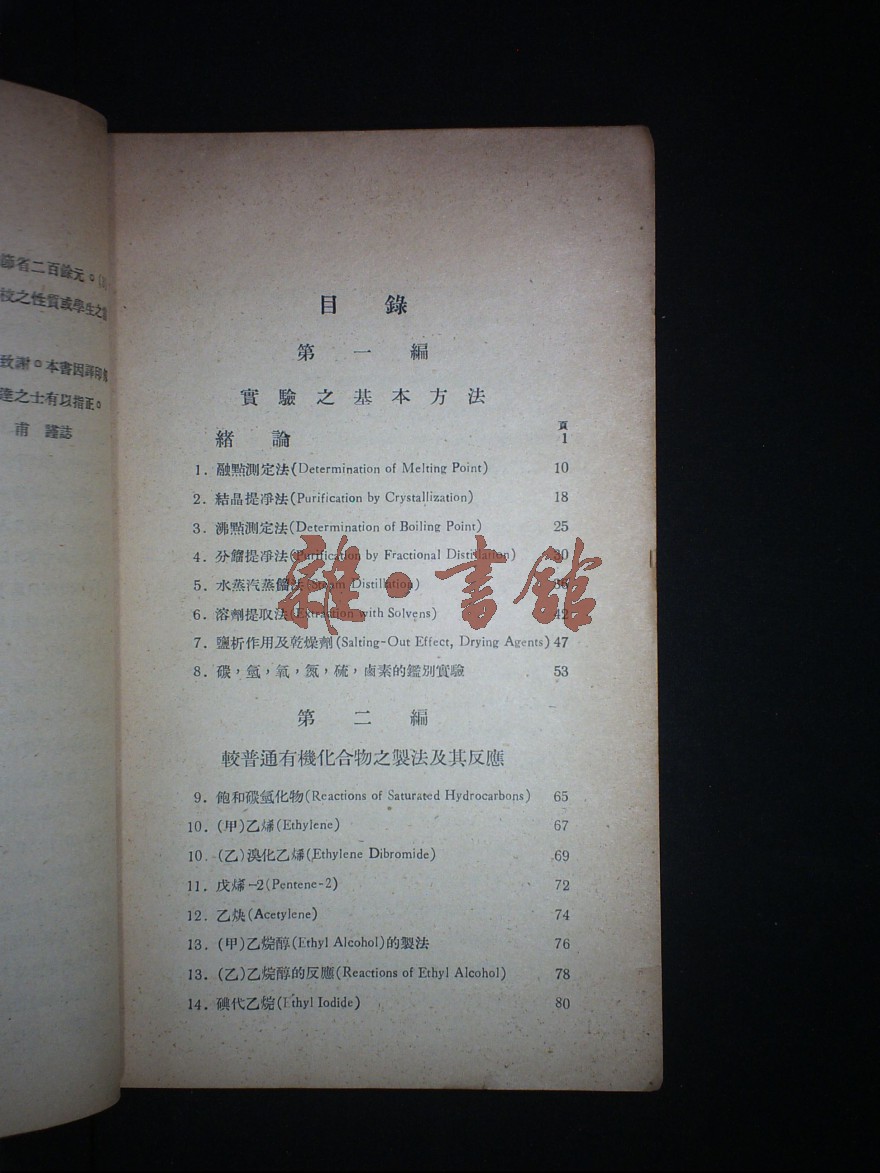 節省二百餘元。
校之性質或學生之
致謝。本書因譯印
達之士有以指正。
甫 謹誌
目 錄
第 一 編
實驗之基本方法
頁
緒 論 1
1. 融點測定法(Determination of Melting Point) 10
2. 結晶提净法(Purification by Crystallization) 18
3. 沸點測定法(Determination of Boiling Point) 25
4. 分餾提净法(Purification by Fractional Distillation) 30
5. 水蒸汽蒸餾法(Steam Distillation) 36
6. 溶劑提取法(Extraction with Solvens) 42
7. 鹽析作用及乾燥劑(Salting-Out Effect, Drying Agents) 47
8. 碳,氫,氧,氮,硫,鹵素的鑑別實驗 53
雜·書館
第 二 編
較普通有機化合物之製法及其反應
9. 飽和碳氫化物(Reactions of Saturated Hydrocarbons) 65
10. (甲)乙烯(Ethylene) 67
10. (乙)溴化乙烯(Ethylene Dibromide) 69
11. 戊烯-2(Pentene-2) 72
12. 乙炔(Acetylene) 74
13. (甲)乙烷醇(Ethyl Alcohol)的製法 76
13. (乙)乙烷醇的反應(Reactions of Ethyl Alcohol) 78
14. 碘代乙烷(Ethyl Iodide) 80